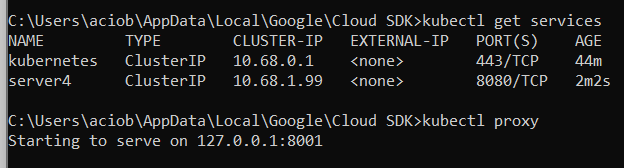 C:\Users\aciob\AppData\Local\Google\Cloud SDK>kubectl get services
NAME         TYPE        CLUSTER-IP    EXTERNAL-IP   PORT(S)    AGE
kubernetes   ClusterIP   10.68.0.1     <none>        443/TCP    44m
server4      ClusterIP   10.68.1.99    <none>        8080/TCP   2m2s
C:\Users\aciob\AppData\Local\Google\Cloud SDK>kubectl proxy
Starting to serve on 127.0.0.1:8001